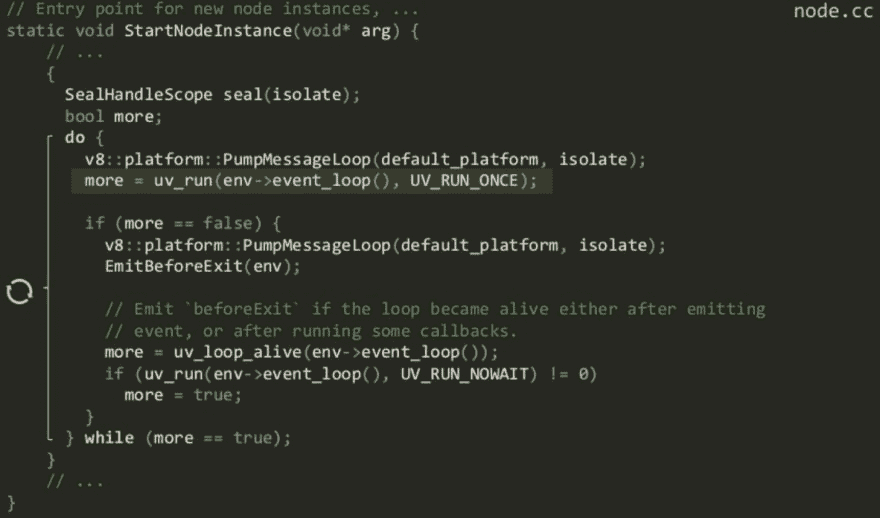 // Entry point for new node instances, ...
node.cc
static void StartNodeInstance(void* arg) {
// ...
{
SealHandleScope seal(isolate);
bool more;
do {
v8::platform::PumpMessageLoop(default_platform, isolate);
more = uv_run(env->event_loop(), UV_RUN_ONCE);
if (more == false) {
v8::platform::PumpMessageLoop(default_platform, isolate);
EmitBeforeExit(env);
// Emit `beforeExit` if the loop became alive either after emitting
// event, or after running some callbacks.
more = uv_loop_alive(env->event_loop());
if (uv_run(env->event_loop(), UV_RUN_NOWAIT) != 0)
more = true;
}
} while (more == true);
}
// ...
}